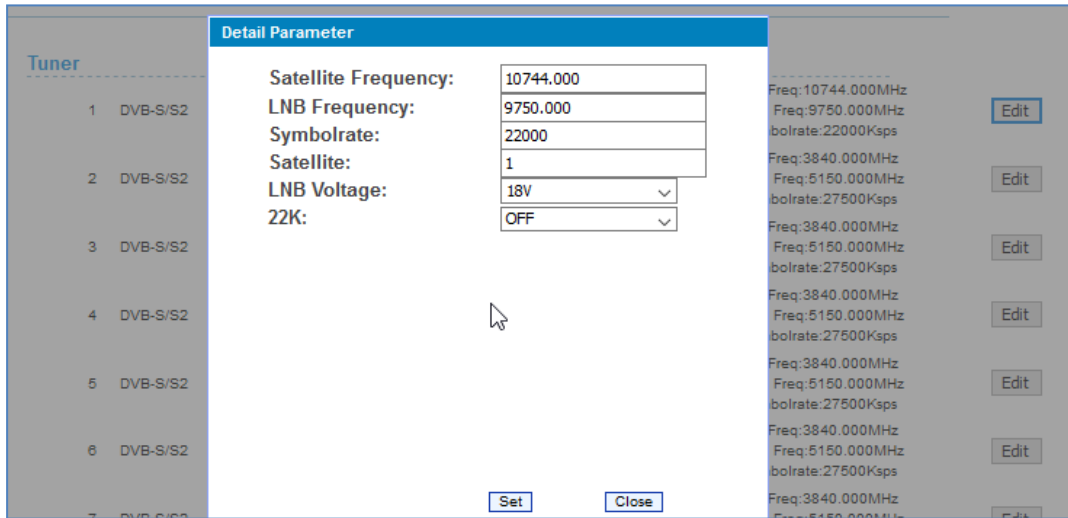 Detail Parameter
Tuner
Satellite Frequency: 10744.000
LNB Frequency: 9750.000
Symbolrate: 22000
Satellite: 1
LNB Voltage: 18V
22K: OFF
Freq:10744.000MHz
1 DVB-S/S2 Freq:9750.000MHz Edit
bolrate:22000Ksps
Freq:3840.000MHz
2 DVB-S/S2 Freq:5150.000MHz Edit
bolrate:27500Ksps
Freq:3840.000MHz
3 DVB-S/S2 Freq:5150.000MHz Edit
bolrate:27500Ksps
Freq:3840.000MHz
4 DVB-S/S2 Freq:5150.000MHz Edit
bolrate:27500Ksps
Freq:3840.000MHz
5 DVB-S/S2 Freq:5150.000MHz Edit
bolrate:27500Ksps
Freq:3840.000MHz
6 DVB-S/S2 Freq:5150.000MHz Edit
bolrate:27500Ksps
Freq:3840.000MHz
Set Close